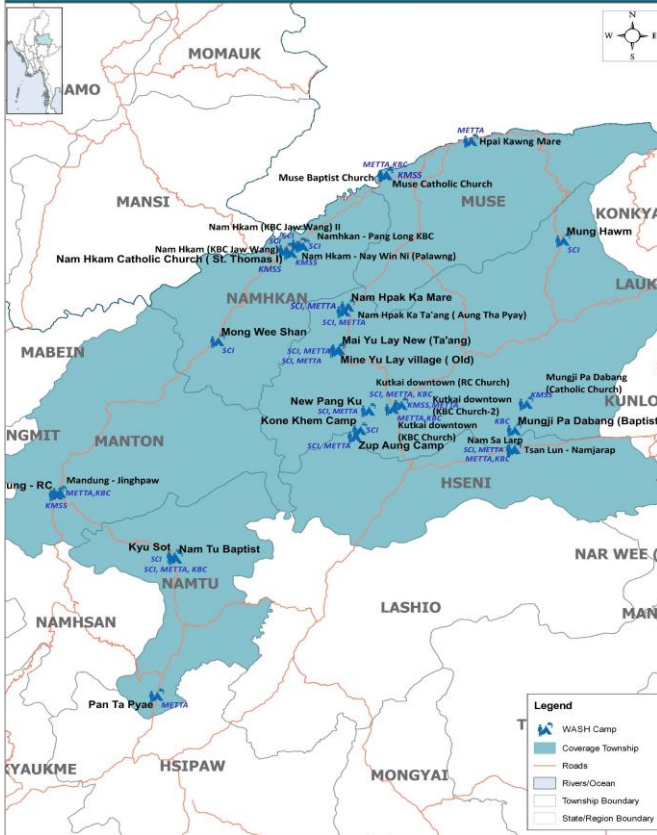 MOMAUK
AMO
N
W
E
S
METTA
Hpai Kawng Mare
METTA,KBC
KMSS
Muse Baptist Church
Muse Catholic Church
MANSI
MUSE
KONKYA
Nam Hkam (KBC Jaw Wang) II
SCI
Namhkan - Pang Long KBC
Mung Hawm
SCI
Nam Hkam (KBC Jaw Wang)
SCI
SCI
Nam Hkam Catholic Church ( St. Thomas I)
Nam Hkam - Nay Win Ni (Palawng)
KMSS
KMSS
LAUK
NAMHKAN
Nam Hpak Ka Mare
SCI, METTA
Nam Hpak Ka Ta'ang ( Aung Tha Pyay)
SCI, METTA
Mong Wee Shan
SCI
Mai Yu Lay New (Ta'ang)
SCI, METTA
SCI, METTA
Mine Yu Lay village ( Old)
MABEIN
Kutkai downtown (RC Church)
SCI, METTA, KBC
Mungji Pa Dabang
(Catholic Church)
KMSS
New Pang Ku
SCI, METTA
KMSS,METTA
Kutkai downtown
(KBC Church-2)
METTA,KBC
KUNLO
NGMIT
MANTON
Kone Khem Camp
SCI
Kutkai downtown
(KBC Church)
KBC
Mungji Pa Dabang (Baptist
Zup Aung Camp
SCI, METTA
Nam Sa Larp
SCI, METTA
METTA,KBC
Tsan Lun - Namjarap
HSENI
ung - RC
Mandung - Jinghpaw
METTA,KBC
KMSS
Kyu Sot
SCI
Nam Tu Baptist
SCI, METTA, KBC
NAMTU
NAR WEE (
LASHIO
MAN
NAMHSAN
Pan Ta Pyae
METTA
KYAUKME
HSIPAW
MONGYAI
T
Legend
WASH Camp
Coverage Township
Roads
Rivers/Ocean
Township Boundary
State/Region Boundary